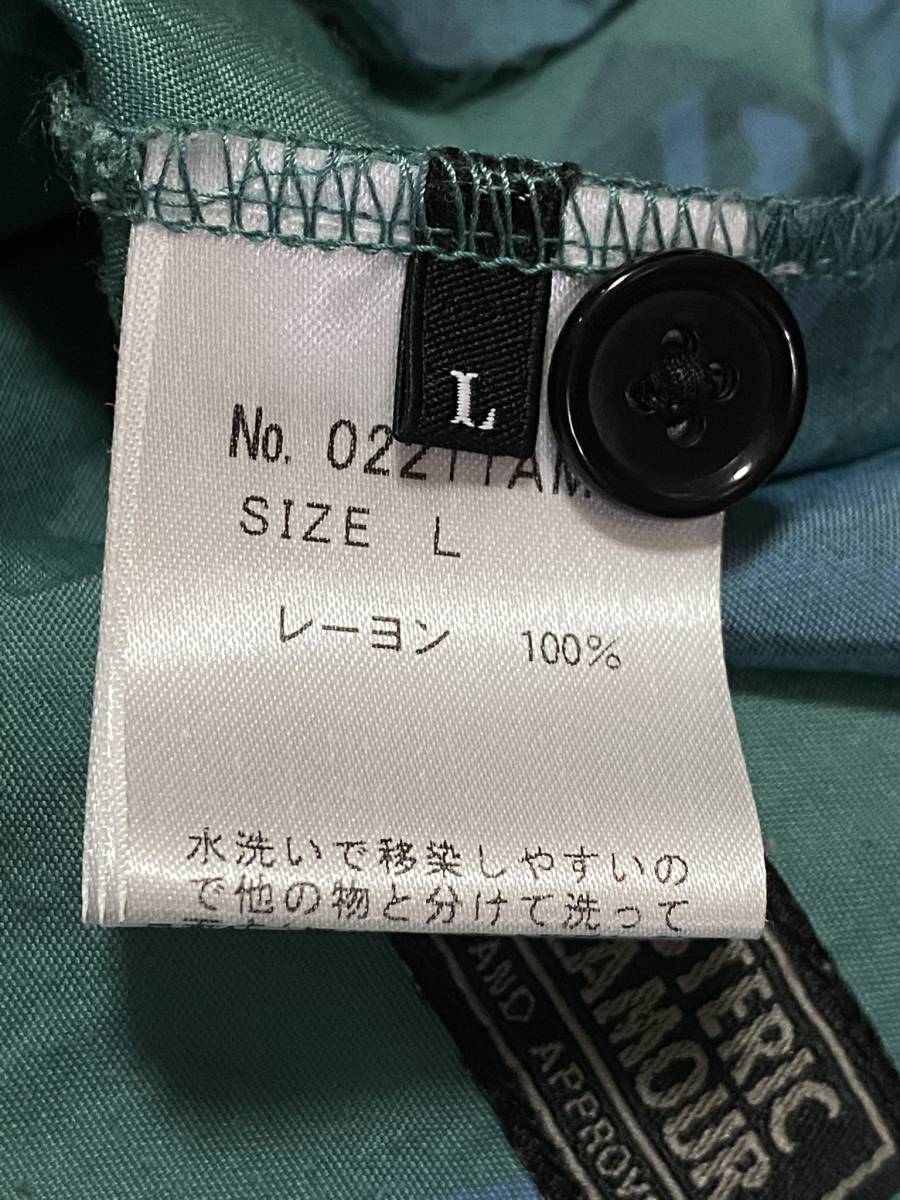 L
No. 02211AM
SIZE L
レーヨン 100%
水洗いで移染しやすいの
で他の物と分けて洗って
STERIC
AMOUR
AND APPROV